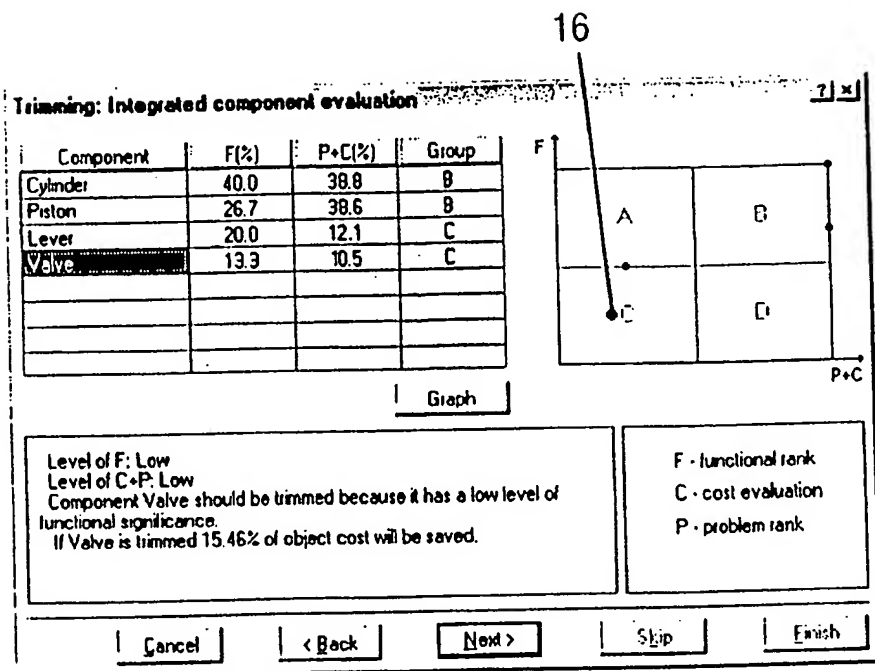 16
Trimming: Integrated component evaluation
? x
Component F(%) P+C(%) Group
Cylinder 40.0 38.8 B
Piston 26.7 38.6 B
Lever 20.0 12.1 C
Valve 13.3 10.5 C
F
A B
C D
P+C
Graph
Level of F: Low
Level of C+P: Low
Component Valve should be trimmed because it has a low level of
functional significance.
If Valve is trimmed 15.46% of object cost will be saved.
F - functional rank
C - cost evaluation
P - problem rank
Cancel < Back Next > Skip Finish